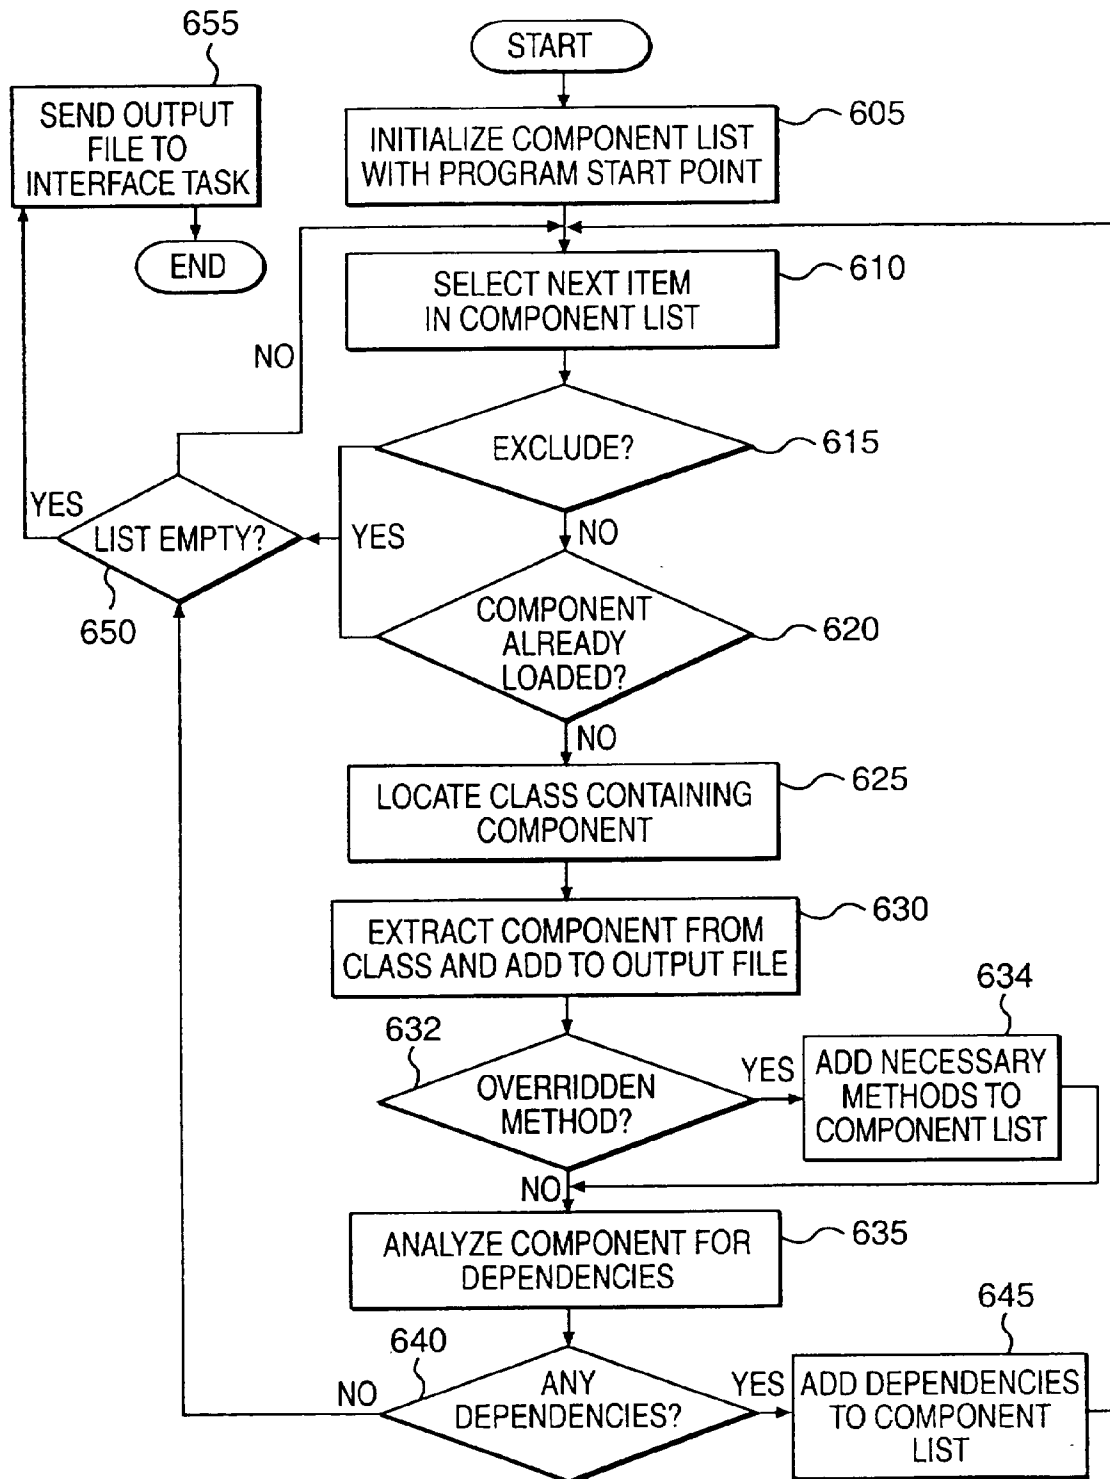 655
START
SEND OUTPUT
FILE TO
INTERFACE TASK
605
INITIALIZE COMPONENT LIST
WITH PROGRAM START POINT
END
610
SELECT NEXT ITEM
IN COMPONENT LIST
NO
EXCLUDE?
615
YES
LIST EMPTY?
YES
NO
650
COMPONENT
ALREADY
LOADED?
620
NO
LOCATE CLASS CONTAINING
COMPONENT
625
EXTRACT COMPONENT FROM
CLASS AND ADD TO OUTPUT FILE
630
632
634
OVERRIDDEN
METHOD?
YES
ADD NECESSARY
METHODS TO
COMPONENT LIST
NO
ANALYZE COMPONENT FOR
DEPENDENCIES
635
640
645
NO
ANY
DEPENDENCIES?
YES
ADD DEPENDENCIES
TO COMPONENT
LIST